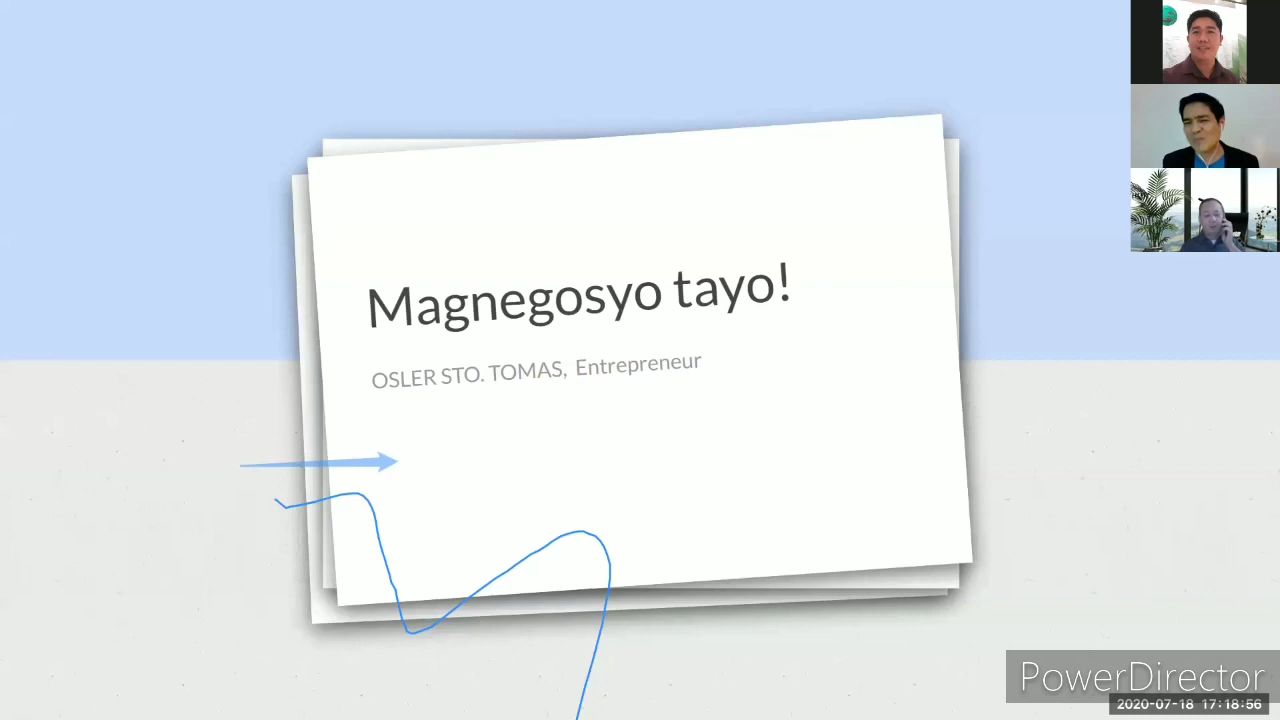 Magnegosyo tayo!
OSLER STO. TOMAS, Entrepreneur
PowerDirector
2020-07-18 17:18:56